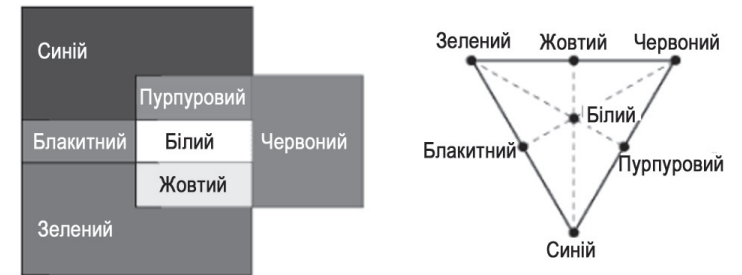 Синій
Пурпуровий
Блакитний Білий Червоний
Жовтий
Зелений
Зелений Жовтий Червоний
Білий
Блакитний
Пурпуровий
Синій